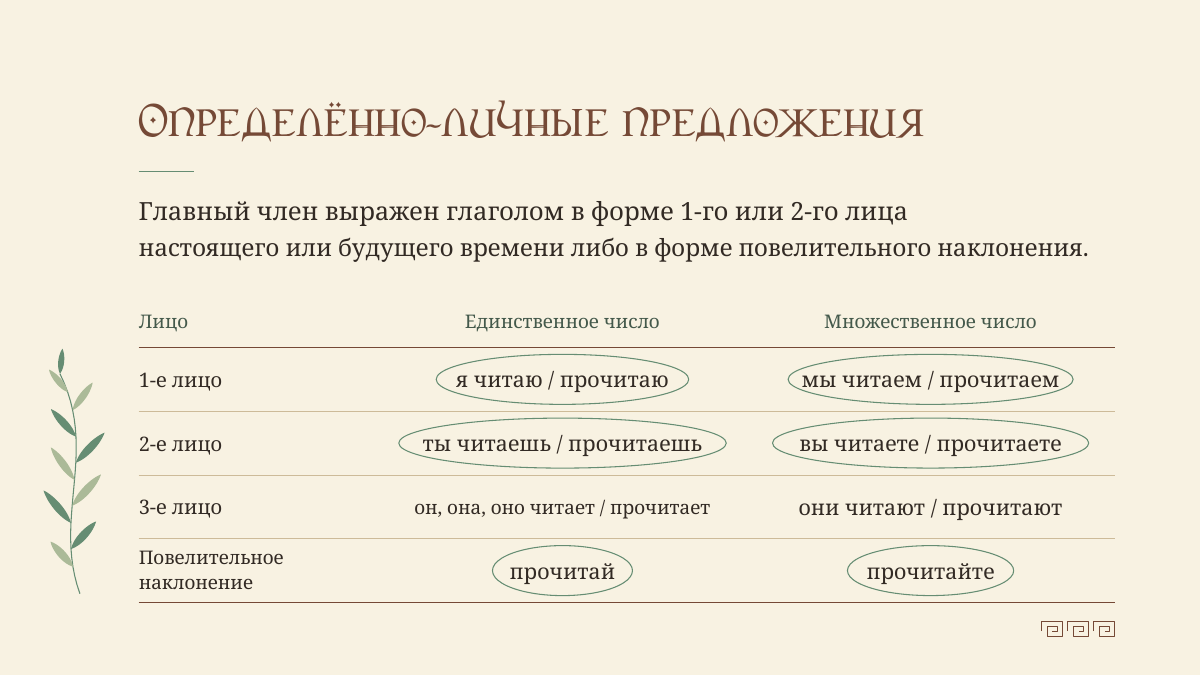 Определённо-личные предложения
Главный член выражен глаголом в форме 1-го или 2-го лица
настоящего или будущего времени либо в форме повелительного наклонения.
Лицо Единственное число Множественное число
1-е лицо я читаю / прочитаю мы читаем / прочитаем
2-е лицо ты читаешь / прочитаешь вы читаете / прочитаете
3-е лицо он, она, оно читает / прочитает они читают / прочитают
Повелительное
наклонение прочитай прочитайте